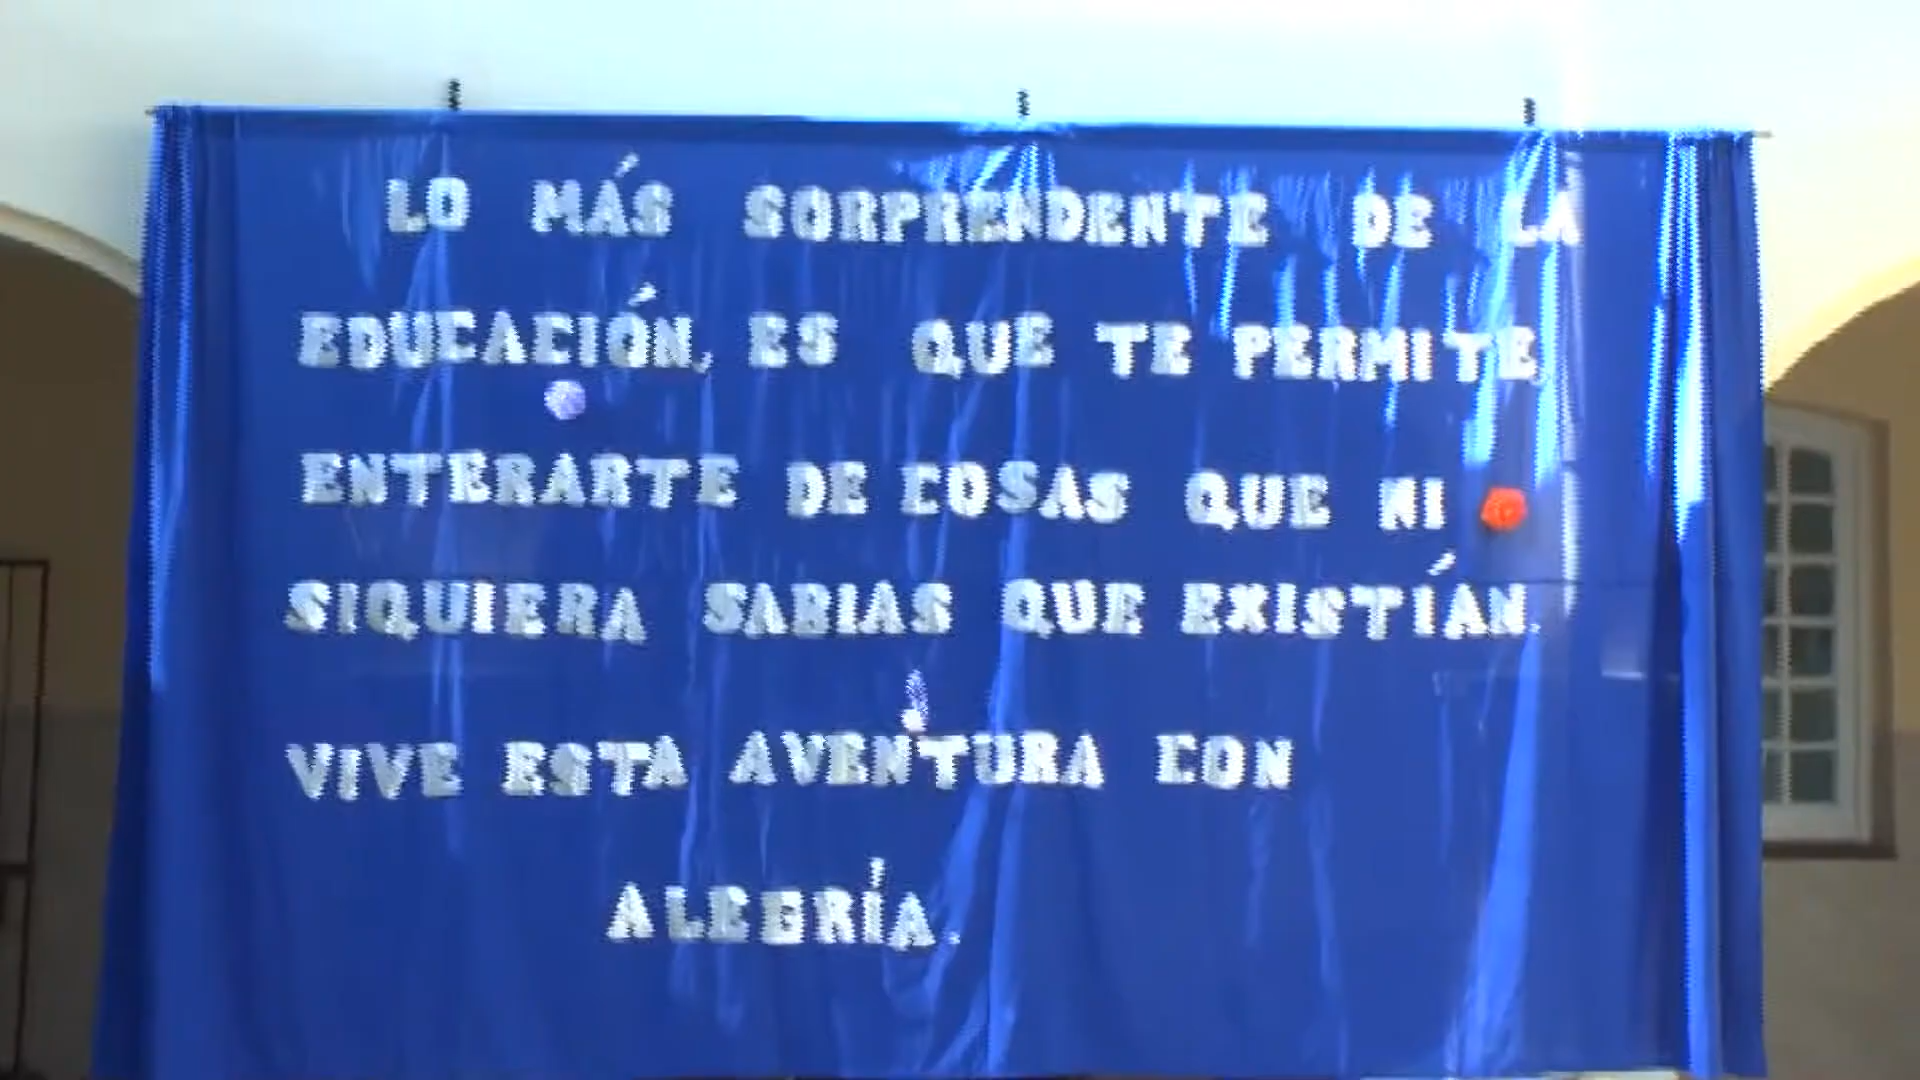 LO MÁS SORPRENDENTE DE LA
EDUCACIÓN, ES QUE TE PERMITE
ENTERARTE DE COSAS QUE NI
SIQUIERA SABIAS QUE EXISTÍAN.
VIVE ESTA AVENTURA CON
ALEGRÍA.